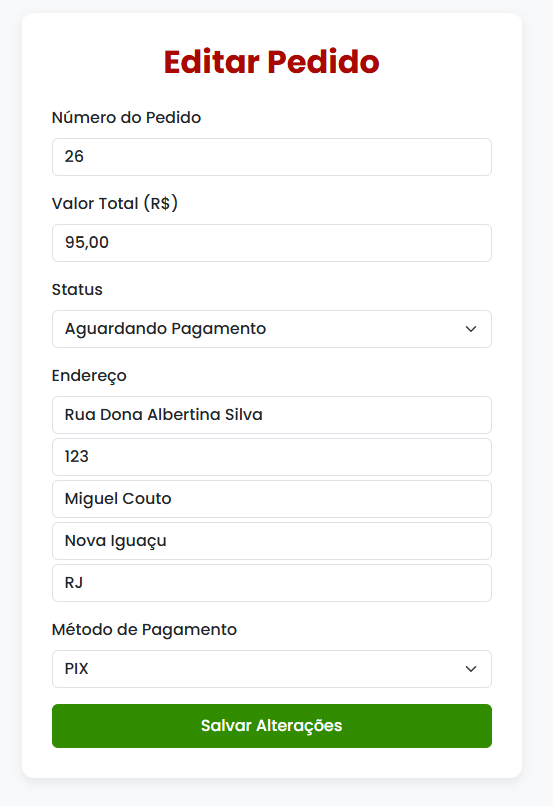 Editar Pedido
Número do Pedido
26
Valor Total (R$)
95,00
Status
Aguardando Pagamento
Endereço
Rua Dona Albertina Silva
123
Miguel Couto
Nova Iguaçu
RJ
Método de Pagamento
PIX
Salvar Alterações